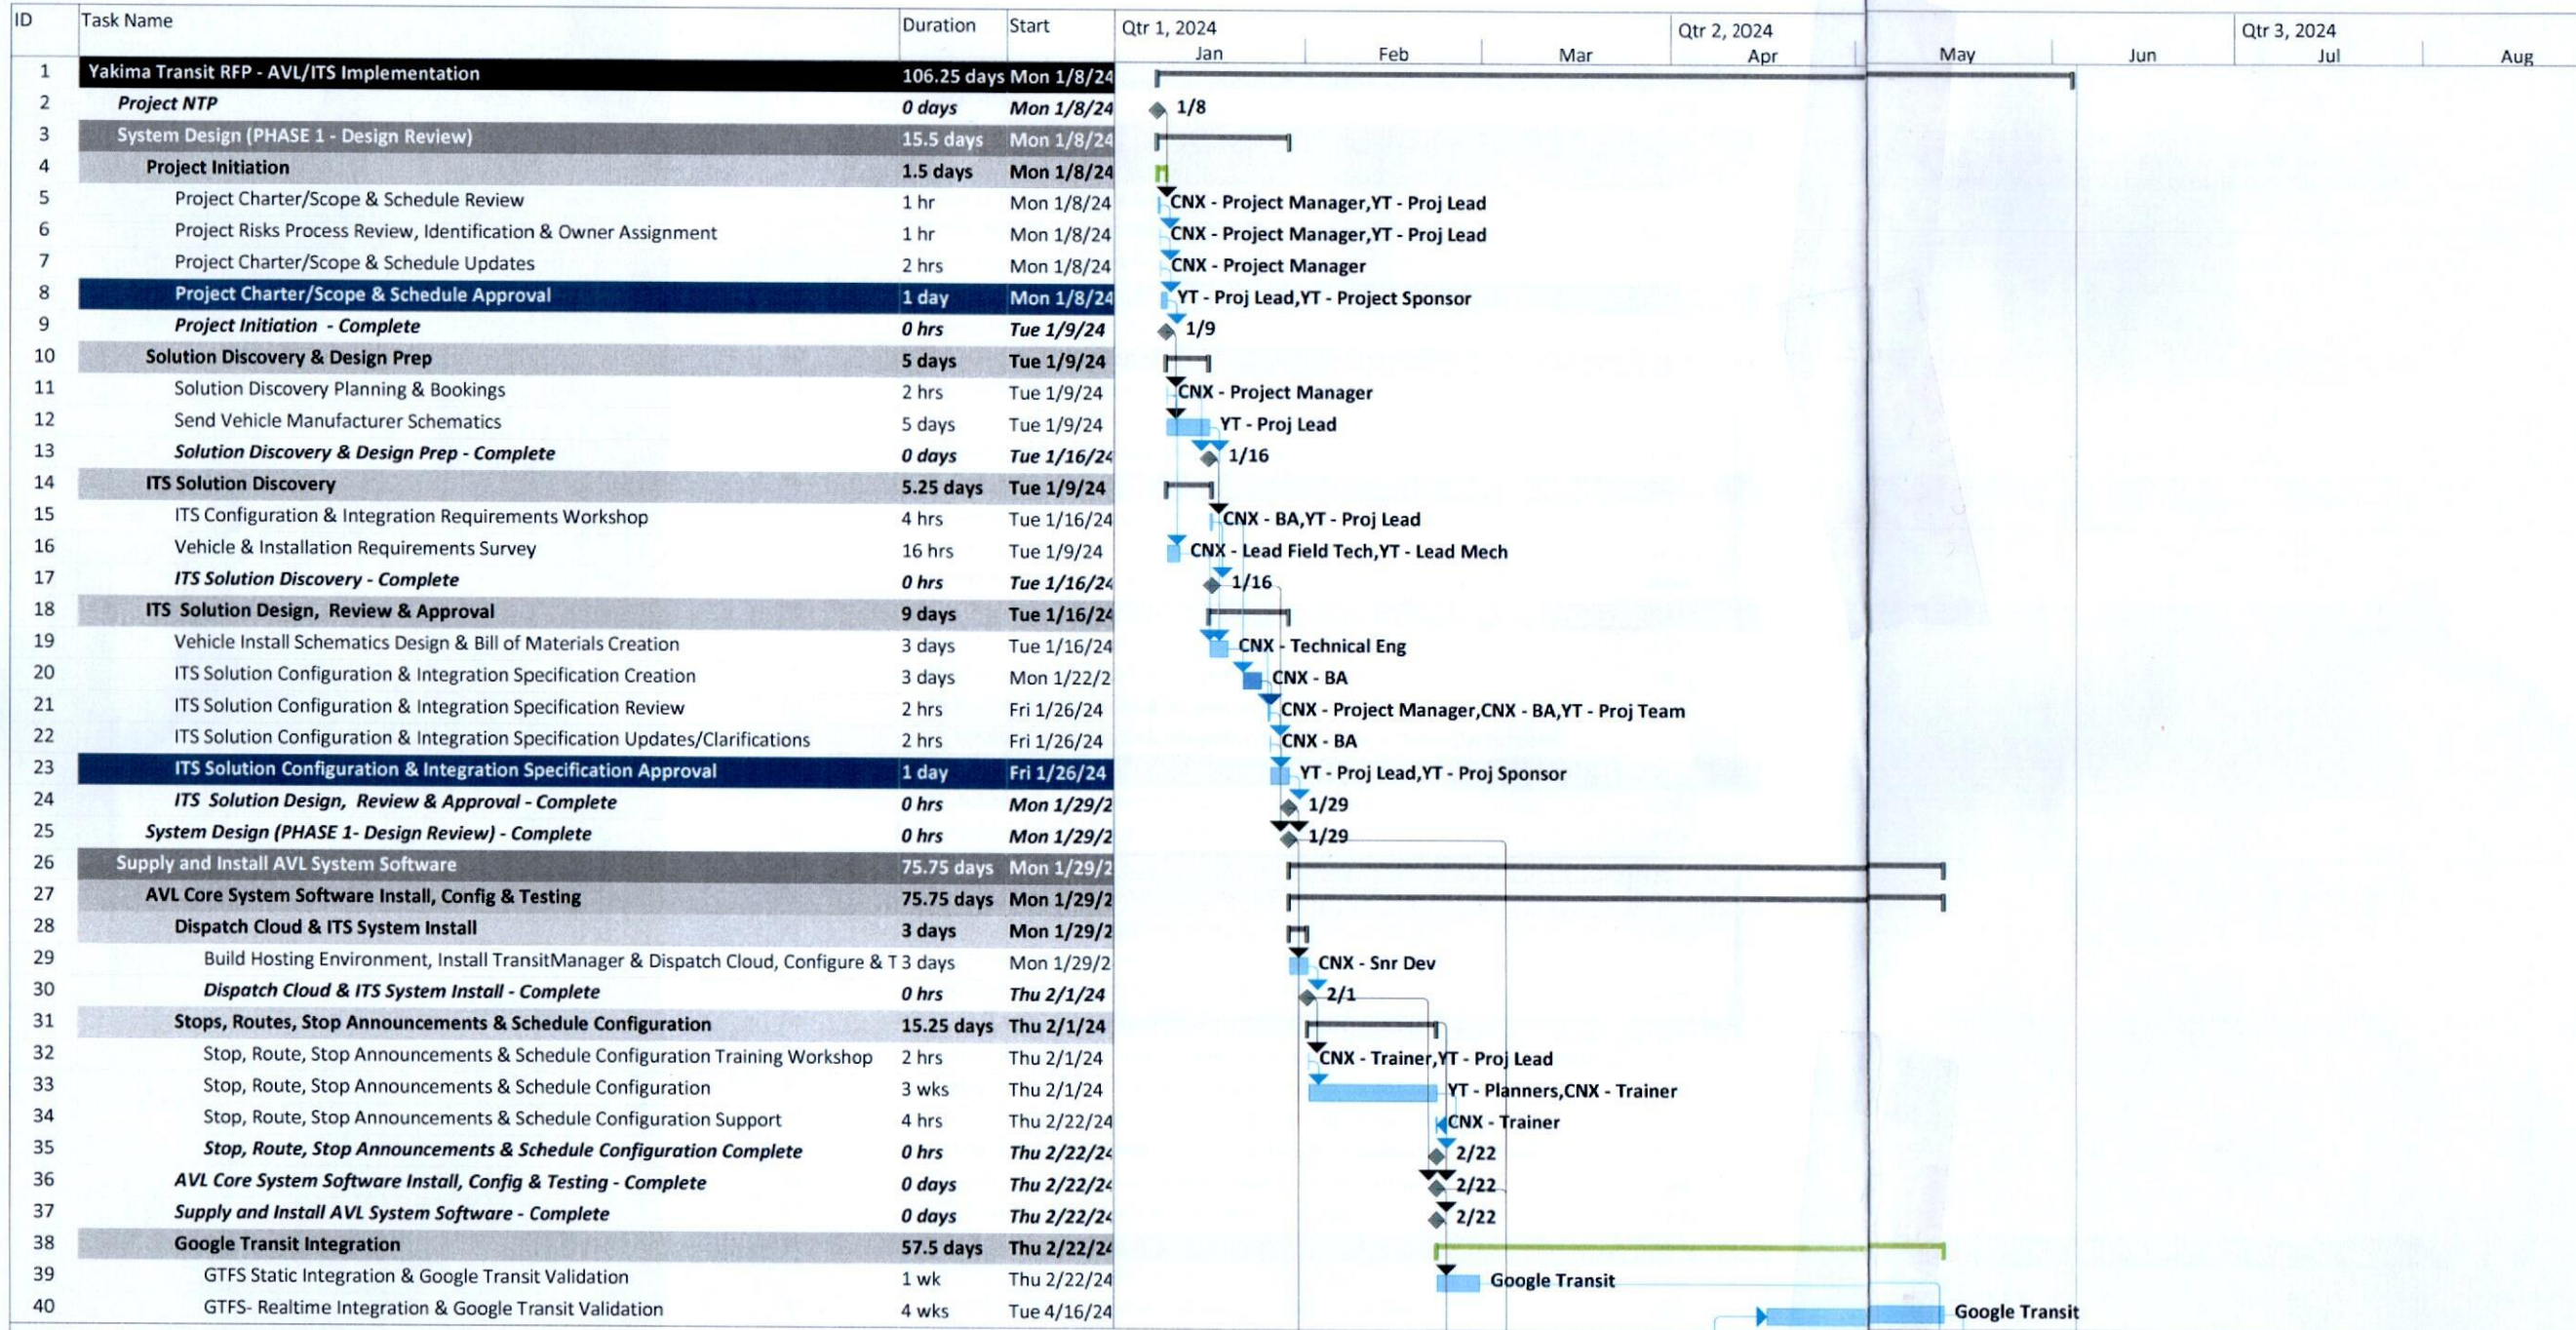 ID Task Name Duration Start Qtr 1, 2024 Qtr 2, 2024 Qtr 3, 2024
Jan Feb Mar Apr May Jun Jul Aug
1 Yakima Transit RFP - AVL/ITS Implementation 106.25 days Mon 1/8/24
2 Project NTP 0 days Mon 1/8/24 1/8
3 System Design (PHASE 1 - Design Review) 15.5 days Mon 1/8/24
4 Project Initiation 1.5 days Mon 1/8/24
5 Project Charter/Scope & Schedule Review 1 hr Mon 1/8/24 CNX - Project Manager,YT - Proj Lead
6 Project Risks Process Review, Identification & Owner Assignment 1 hr Mon 1/8/24 CNX - Project Manager,YT - Proj Lead
7 Project Charter/Scope & Schedule Updates 2 hrs Mon 1/8/24 CNX - Project Manager
8 Project Charter/Scope & Schedule Approval 1 day Mon 1/8/24 YT - Proj Lead,YT - Project Sponsor
9 Project Initiation - Complete 0 hrs Tue 1/9/24 1/9
10 Solution Discovery & Design Prep 5 days Tue 1/9/24
11 Solution Discovery Planning & Bookings 2 hrs Tue 1/9/24 CNX - Project Manager
12 Send Vehicle Manufacturer Schematics 5 days Tue 1/9/24 YT - Proj Lead
13 Solution Discovery & Design Prep - Complete 0 days Tue 1/16/24 1/16
14 ITS Solution Discovery 5.25 days Tue 1/9/24
15 ITS Configuration & Integration Requirements Workshop 4 hrs Tue 1/16/24 CNX - BA,YT - Proj Lead
16 Vehicle & Installation Requirements Survey 16 hrs Tue 1/9/24 CNX - Lead Field Tech,YT - Lead Mech
17 ITS Solution Discovery - Complete 0 hrs Tue 1/16/24 1/16
18 ITS Solution Design, Review & Approval 9 days Tue 1/16/24
19 Vehicle Install Schematics Design & Bill of Materials Creation 3 days Tue 1/16/24 CNX - Technical Eng
20 ITS Solution Configuration & Integration Specification Creation 3 days Mon 1/22/2 CNX - BA
21 ITS Solution Configuration & Integration Specification Review 2 hrs Fri 1/26/24 CNX - Project Manager,CNX - BA,YT - Proj Team
22 ITS Solution Configuration & Integration Specification Updates/Clarifications 2 hrs Fri 1/26/24 CNX - BA
23 ITS Solution Configuration & Integration Specification Approval 1 day Fri 1/26/24 YT - Proj Lead,YT - Proj Sponsor
24 ITS Solution Design, Review & Approval - Complete 0 hrs Mon 1/29/2 1/29
25 System Design (PHASE 1- Design Review) - Complete 0 hrs Mon 1/29/2 1/29
26 Supply and Install AVL System Software 75.75 days Mon 1/29/2
27 AVL Core System Software Install, Config & Testing 75.75 days Mon 1/29/2
28 Dispatch Cloud & ITS System Install 3 days Mon 1/29/2
29 Build Hosting Environment, Install TransitManager & Dispatch Cloud, Configure & T 3 days Mon 1/29/2 CNX - Snr Dev
30 Dispatch Cloud & ITS System Install - Complete 0 hrs Thu 2/1/24 2/1
31 Stops, Routes, Stop Announcements & Schedule Configuration 15.25 days Thu 2/1/24
32 Stop, Route, Stop Announcements & Schedule Configuration Training Workshop 2 hrs Thu 2/1/24 CNX - Trainer,YT - Proj Lead
33 Stop, Route, Stop Announcements & Schedule Configuration 3 wks Thu 2/1/24 YT - Planners,CNX - Trainer
34 Stop, Route, Stop Announcements & Schedule Configuration Support 4 hrs Thu 2/22/24 CNX - Trainer
35 Stop, Route, Stop Announcements & Schedule Configuration Complete 0 hrs Thu 2/22/24 2/22
36 AVL Core System Software Install, Config & Testing - Complete 0 days Thu 2/22/24 2/22
37 Supply and Install AVL System Software - Complete 0 days Thu 2/22/24 2/22
38 Google Transit Integration 57.5 days Thu 2/22/24
39 GTFS Static Integration & Google Transit Validation 1 wk Thu 2/22/24 Google Transit
40 GTFS- Realtime Integration & Google Transit Validation 4 wks Tue 4/16/24 Google Transit